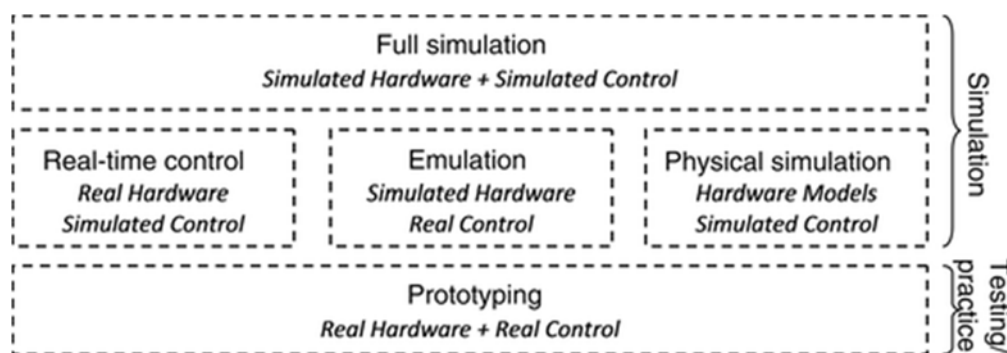 Full simulation
Simulated Hardware + Simulated Control
Simulation
Real-time control
Real Hardware
Simulated Control
Emulation
Simulated Hardware
Real Control
Physical simulation
Hardware Models
Simulated Control
Prototyping
Real Hardware + Real Control
Testing/
practice